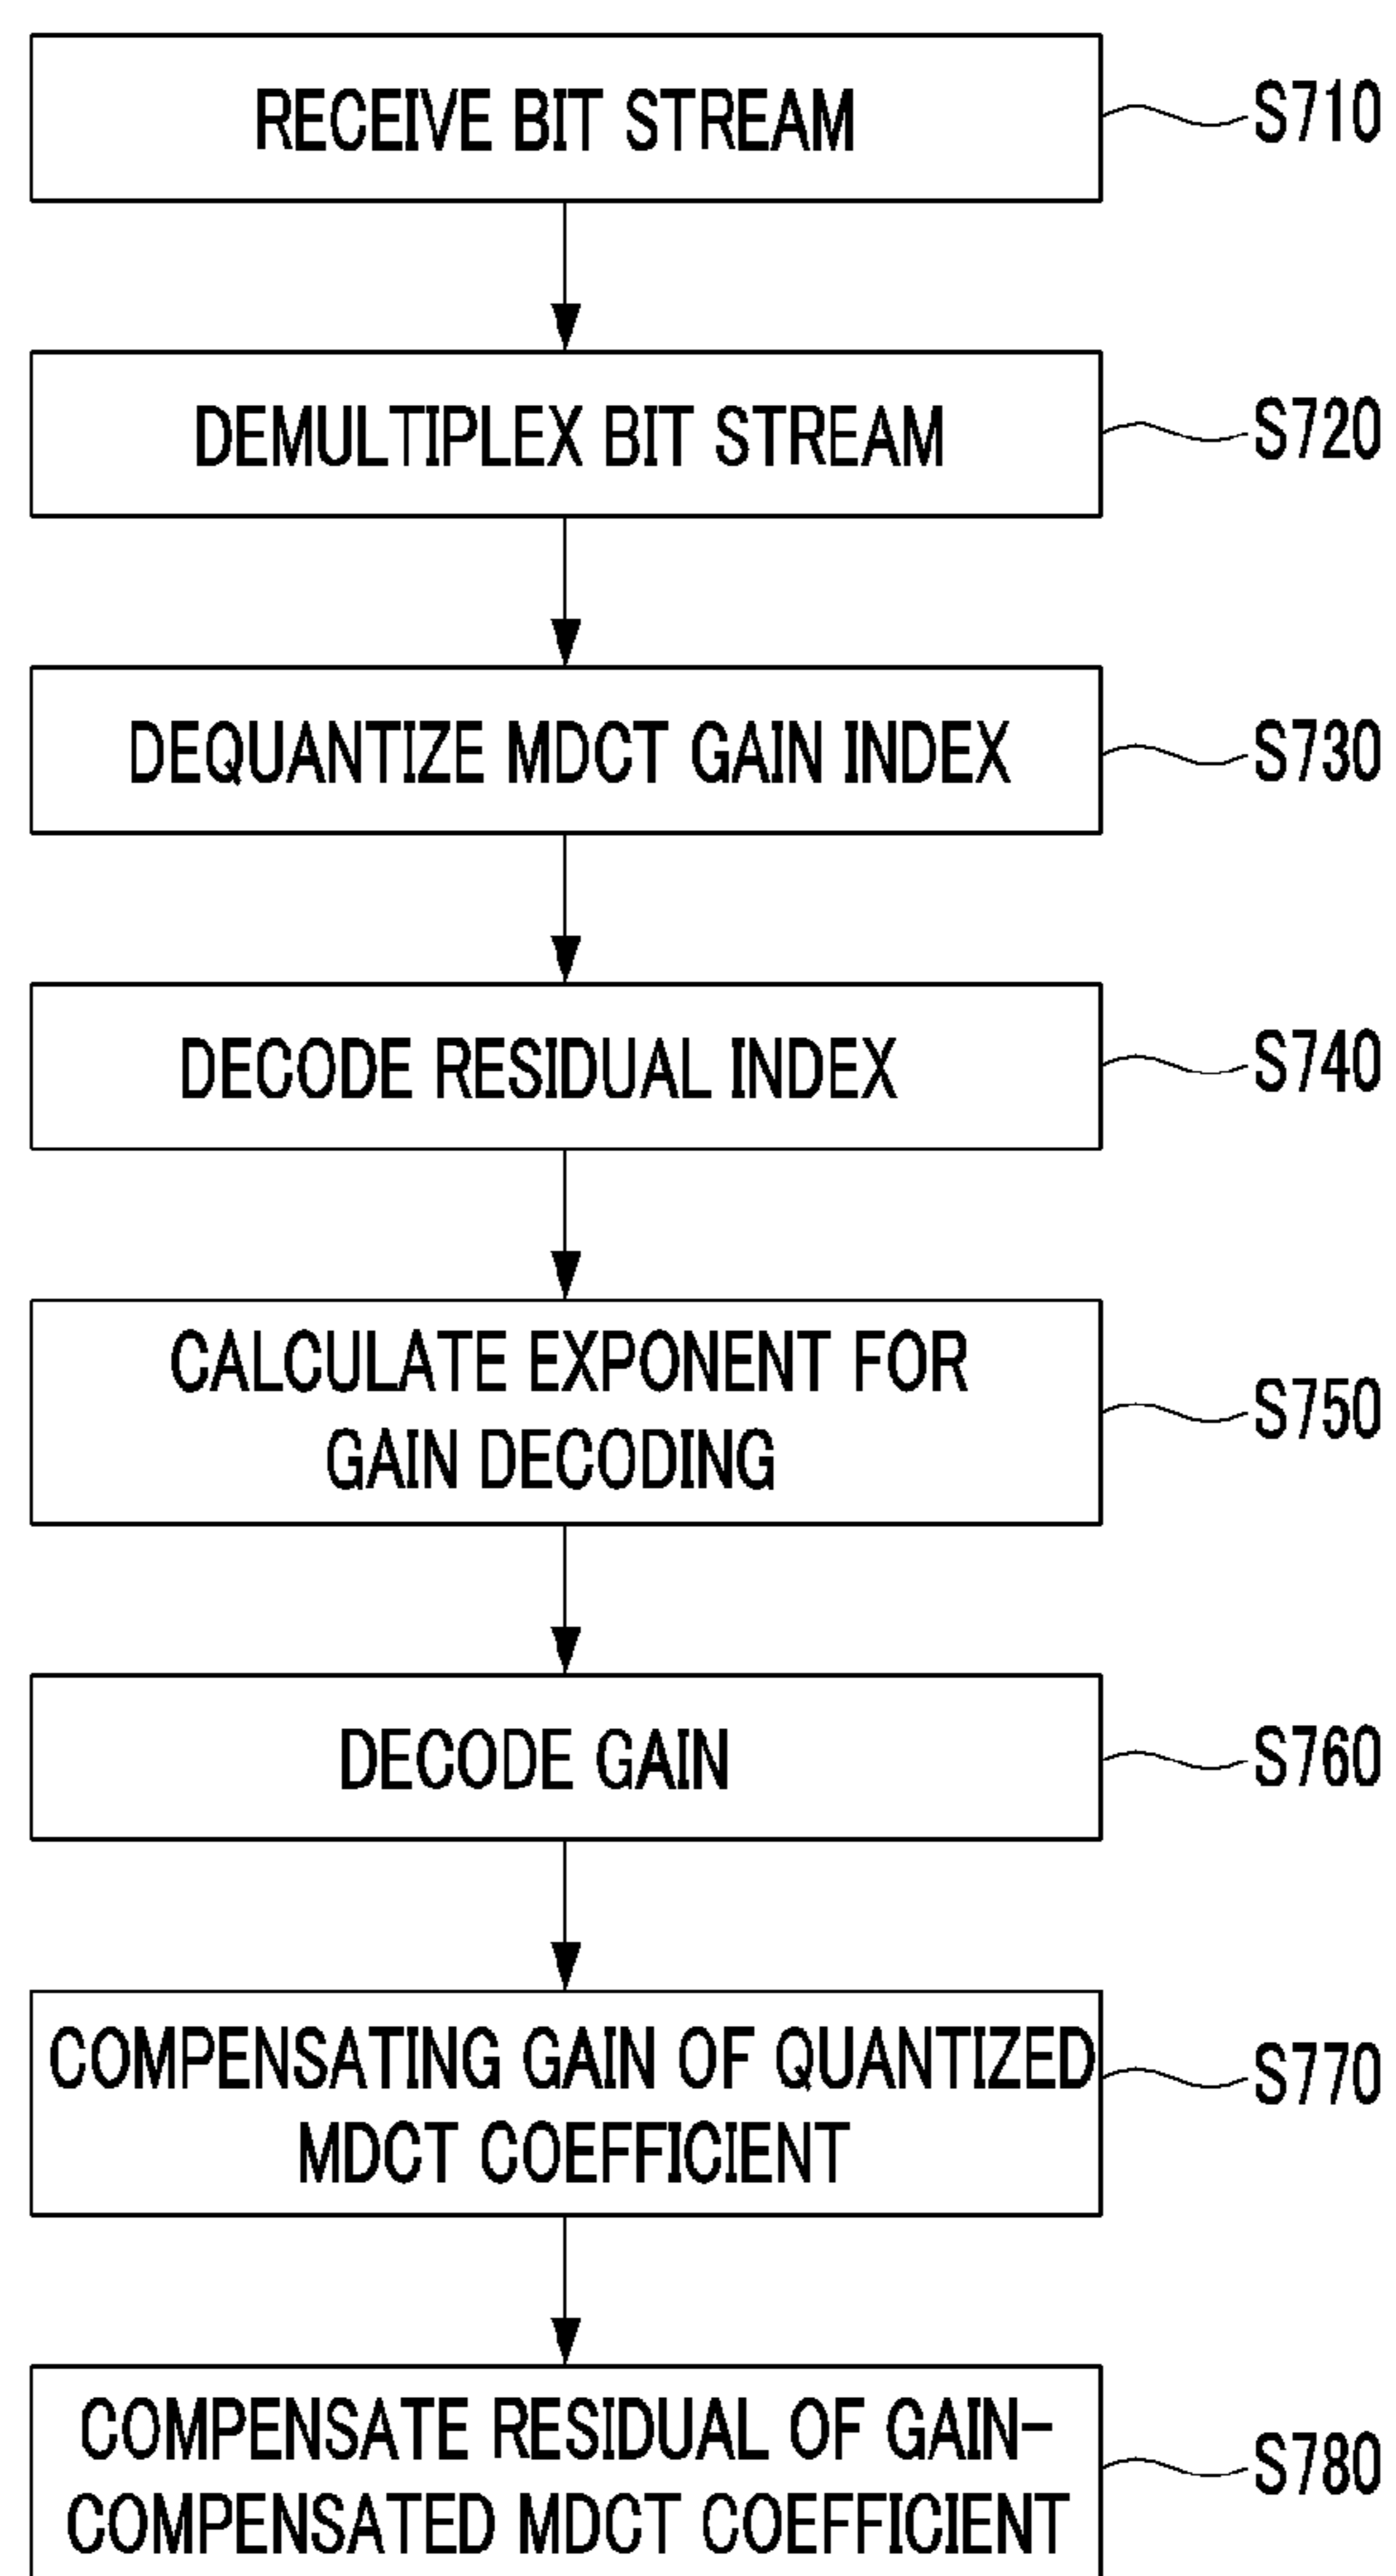 RECEIVE BIT STREAM
S710
DEMULTIPLEX BIT STREAM
S720
DEQUANTIZE MDCT GAIN INDEX
S730
DECODE RESIDUAL INDEX
S740
CALCULATE EXPONENT FOR
GAIN DECODING
S750
DECODE GAIN
S760
COMPENSATING GAIN OF QUANTIZED
MDCT COEFFICIENT
S770
COMPENSATE RESIDUAL OF GAIN-
COMPENSATED MDCT COEFFICIENT
S780